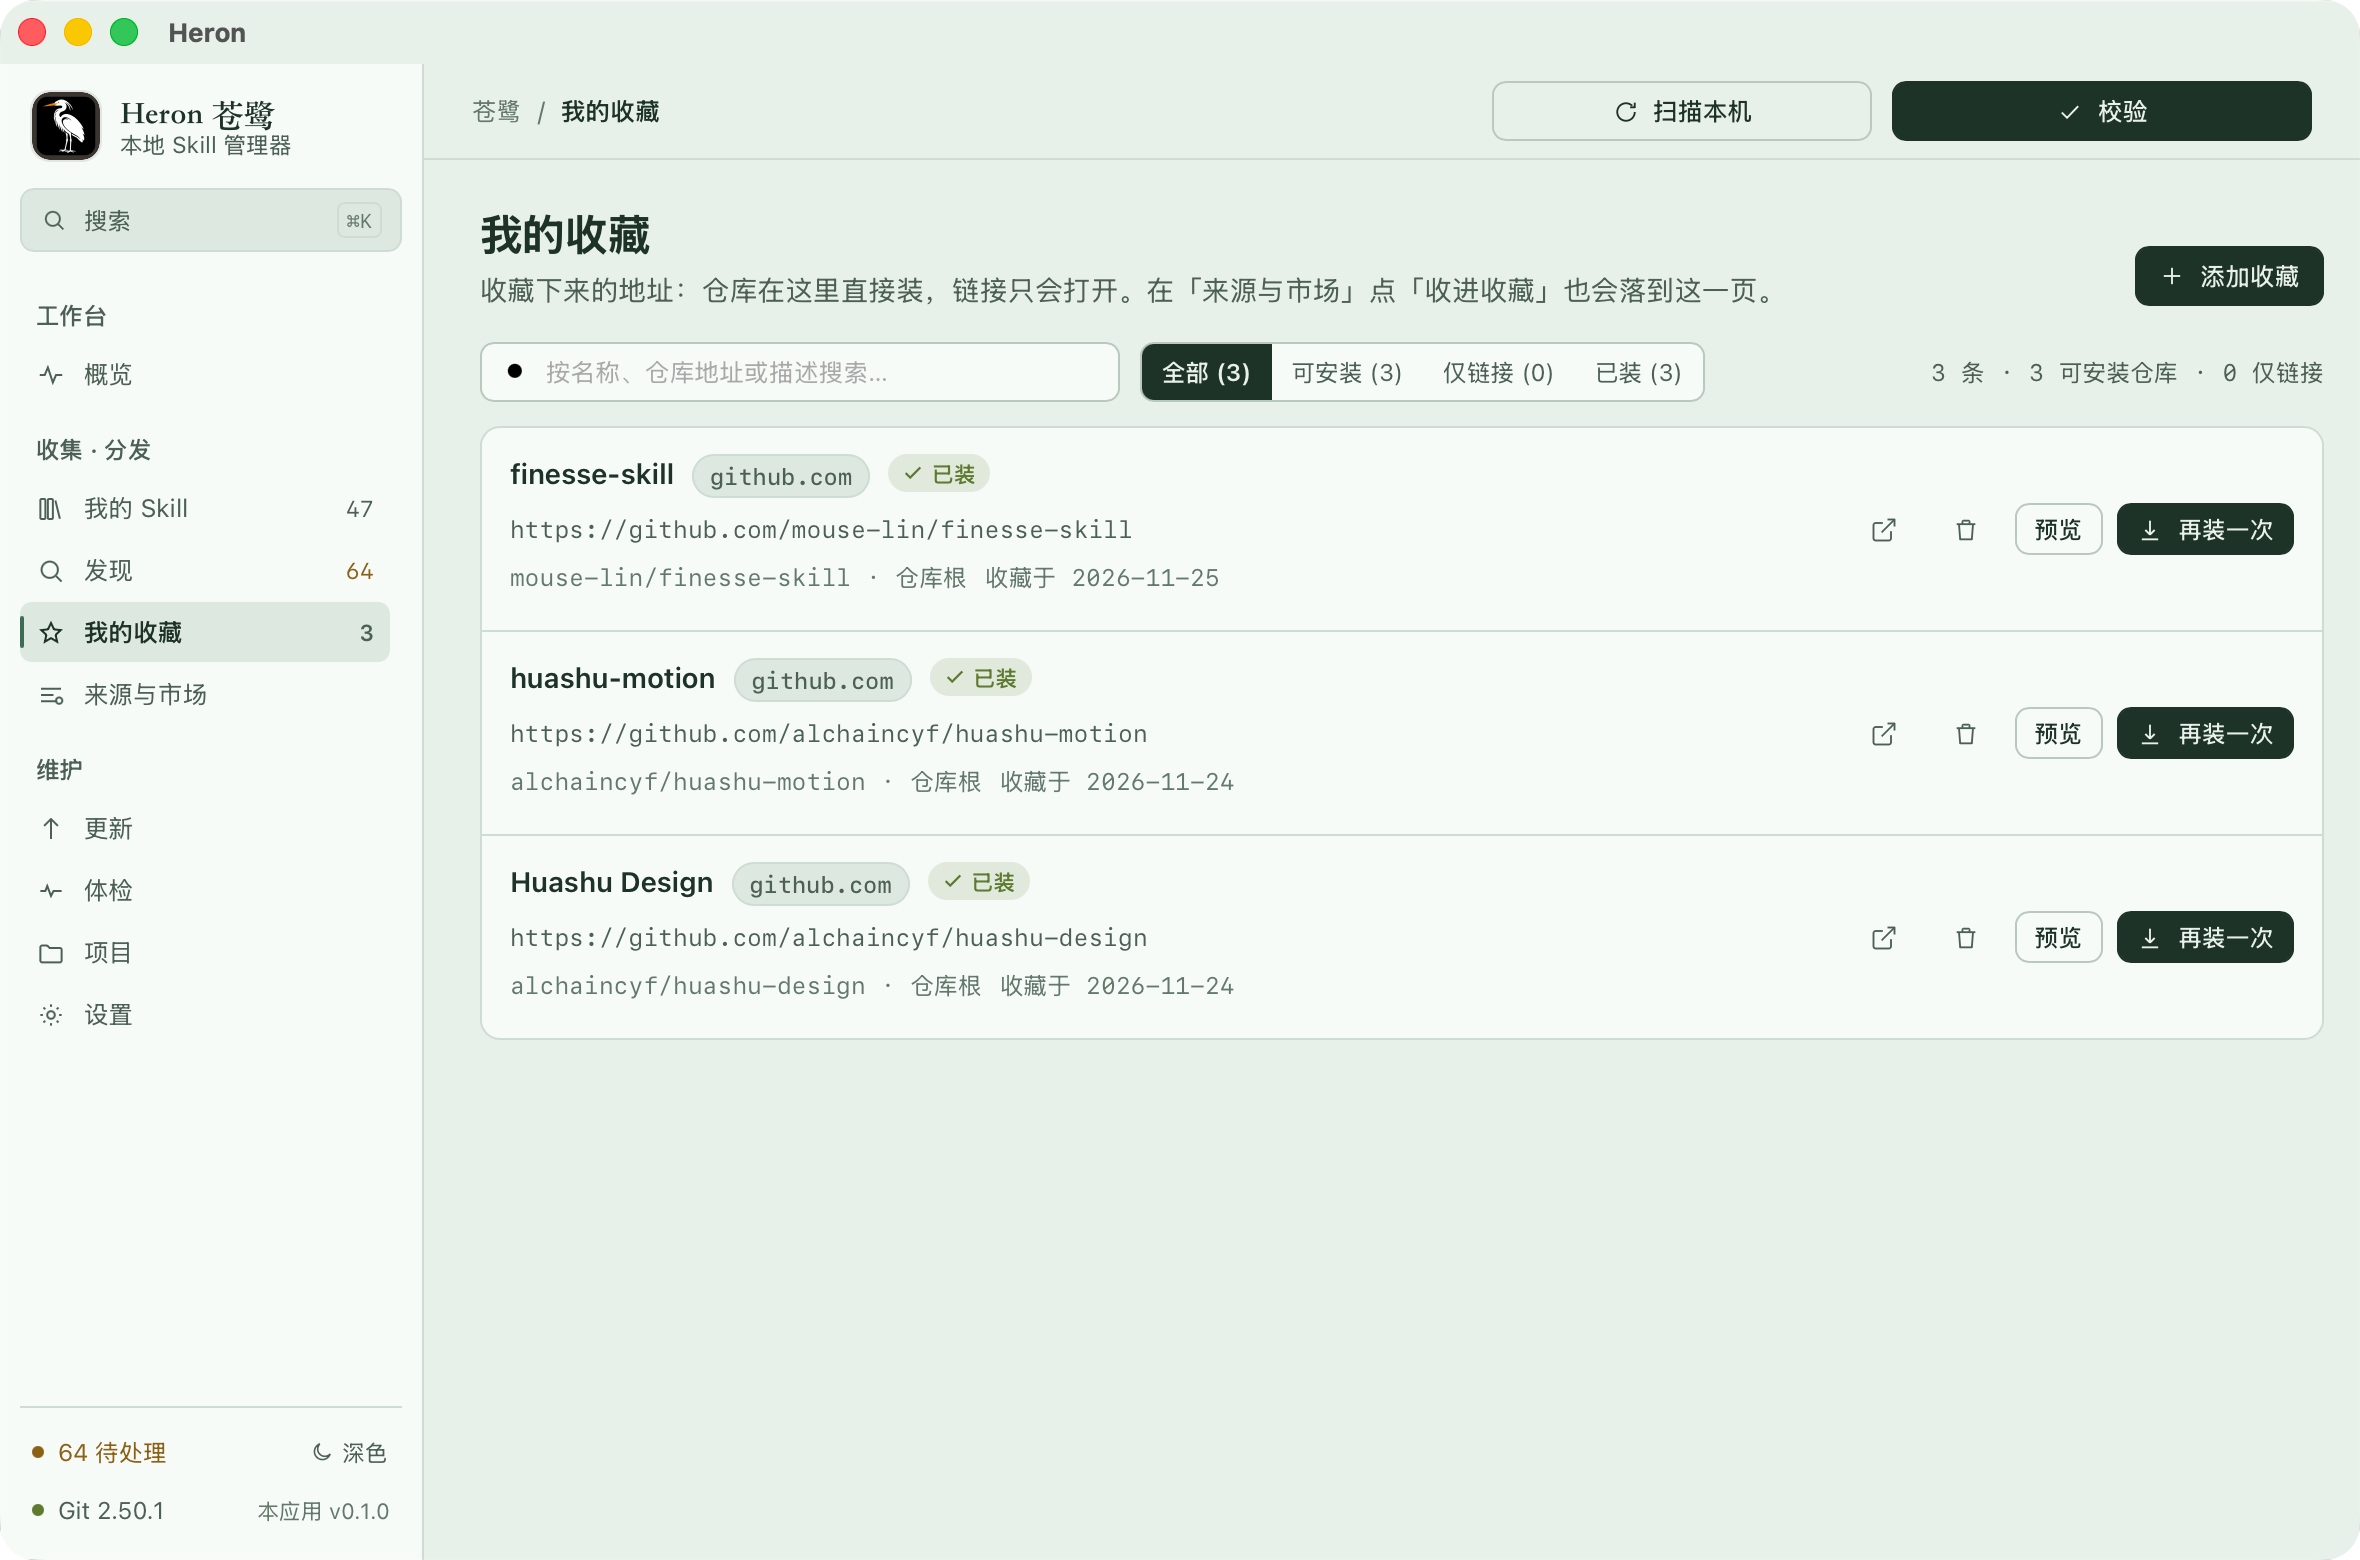 Heron
Heron 苍鹭
本地 Skill 管理器
搜索 ⌘K
工作台
概览
收集 · 分发
我的 Skill 47
发现 64
我的收藏 3
来源与市场
维护
更新
体检
项目
设置
64 待处理 深色
Git 2.50.1 本应用 v0.1.0
苍鹭 / 我的收藏
扫描本机
校验
我的收藏
收藏下来的地址：仓库在这里直接装，链接只会打开。在「来源与市场」点「收进收藏」也会落到这一页。
添加收藏
按名称、仓库地址或描述搜索...
全部 (3) 可安装 (3) 仅链接 (0) 已装 (3)
3 条 · 3 可安装仓库 · 0 仅链接
finesse-skill github.com 已装
https://github.com/mouse-lin/finesse-skill
mouse-lin/finesse-skill · 仓库根 收藏于 2026-11-25
预览 再装一次
huashu-motion github.com 已装
https://github.com/alchaincyf/huashu-motion
alchaincyf/huashu-motion · 仓库根 收藏于 2026-11-24
预览 再装一次
Huashu Design github.com 已装
https://github.com/alchaincyf/huashu-design
alchaincyf/huashu-design · 仓库根 收藏于 2026-11-24
预览 再装一次